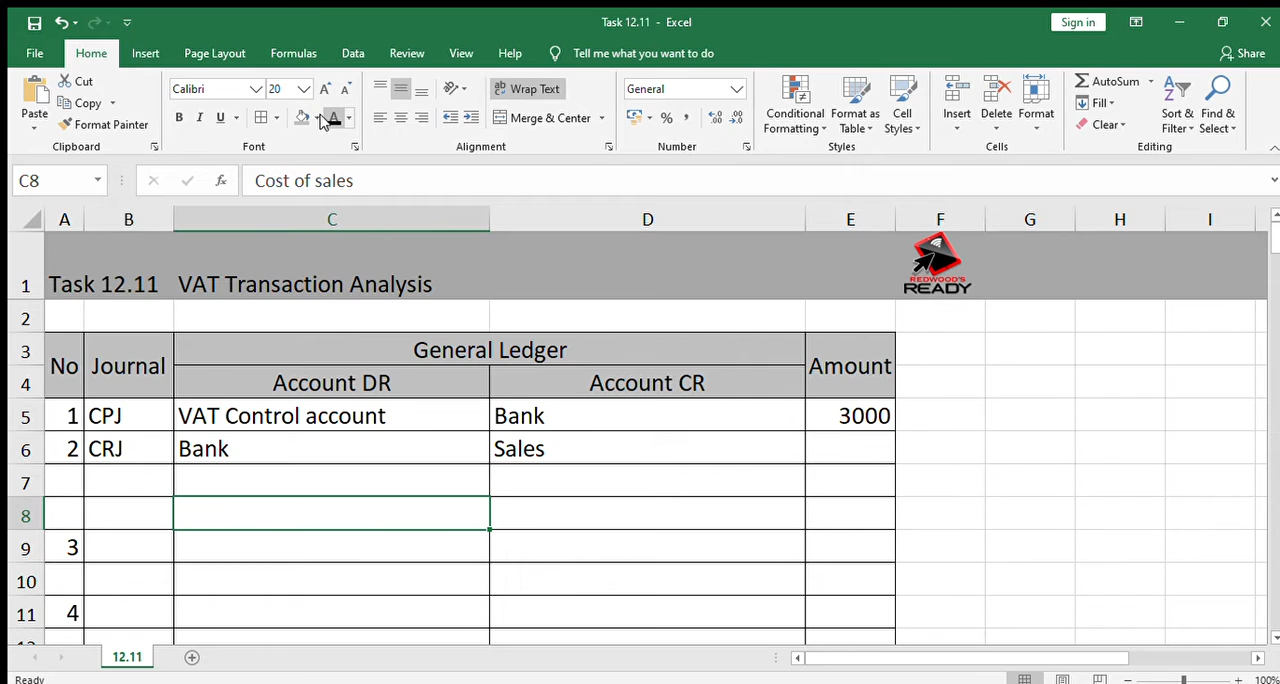 Task 12.11 - Excel
Sign in
File Home Insert Page Layout Formulas Data Review View Help Tell me what you want to do Share
Paste
Cut
Copy
Format Painter
Clipboard
Calibri 20
B I U A
Font
ab Wrap Text
Merge & Center
Alignment
General
% ,
Number
Conditional Formatting
Format as Table
Cell Styles
Styles
Insert Delete Format
Cells
AutoSum
Fill
Clear
Sort & Filter
Find & Select
Editing
C8 fx Cost of sales
A B C D E F G H I
1 Task 12.11 VAT Transaction Analysis
REDWOOD'S
READY
2
3 No Journal General Ledger Amount
4 Account DR Account CR
5 1 CPJ VAT Control account Bank 3000
6 2 CRJ Bank Sales
7
8
9 3
10
11 4
12.11
Ready 100%